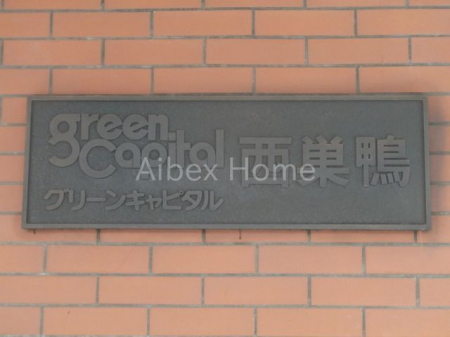 green
Capital 西巣鴨
グリーンキャピタル
Aibex Home